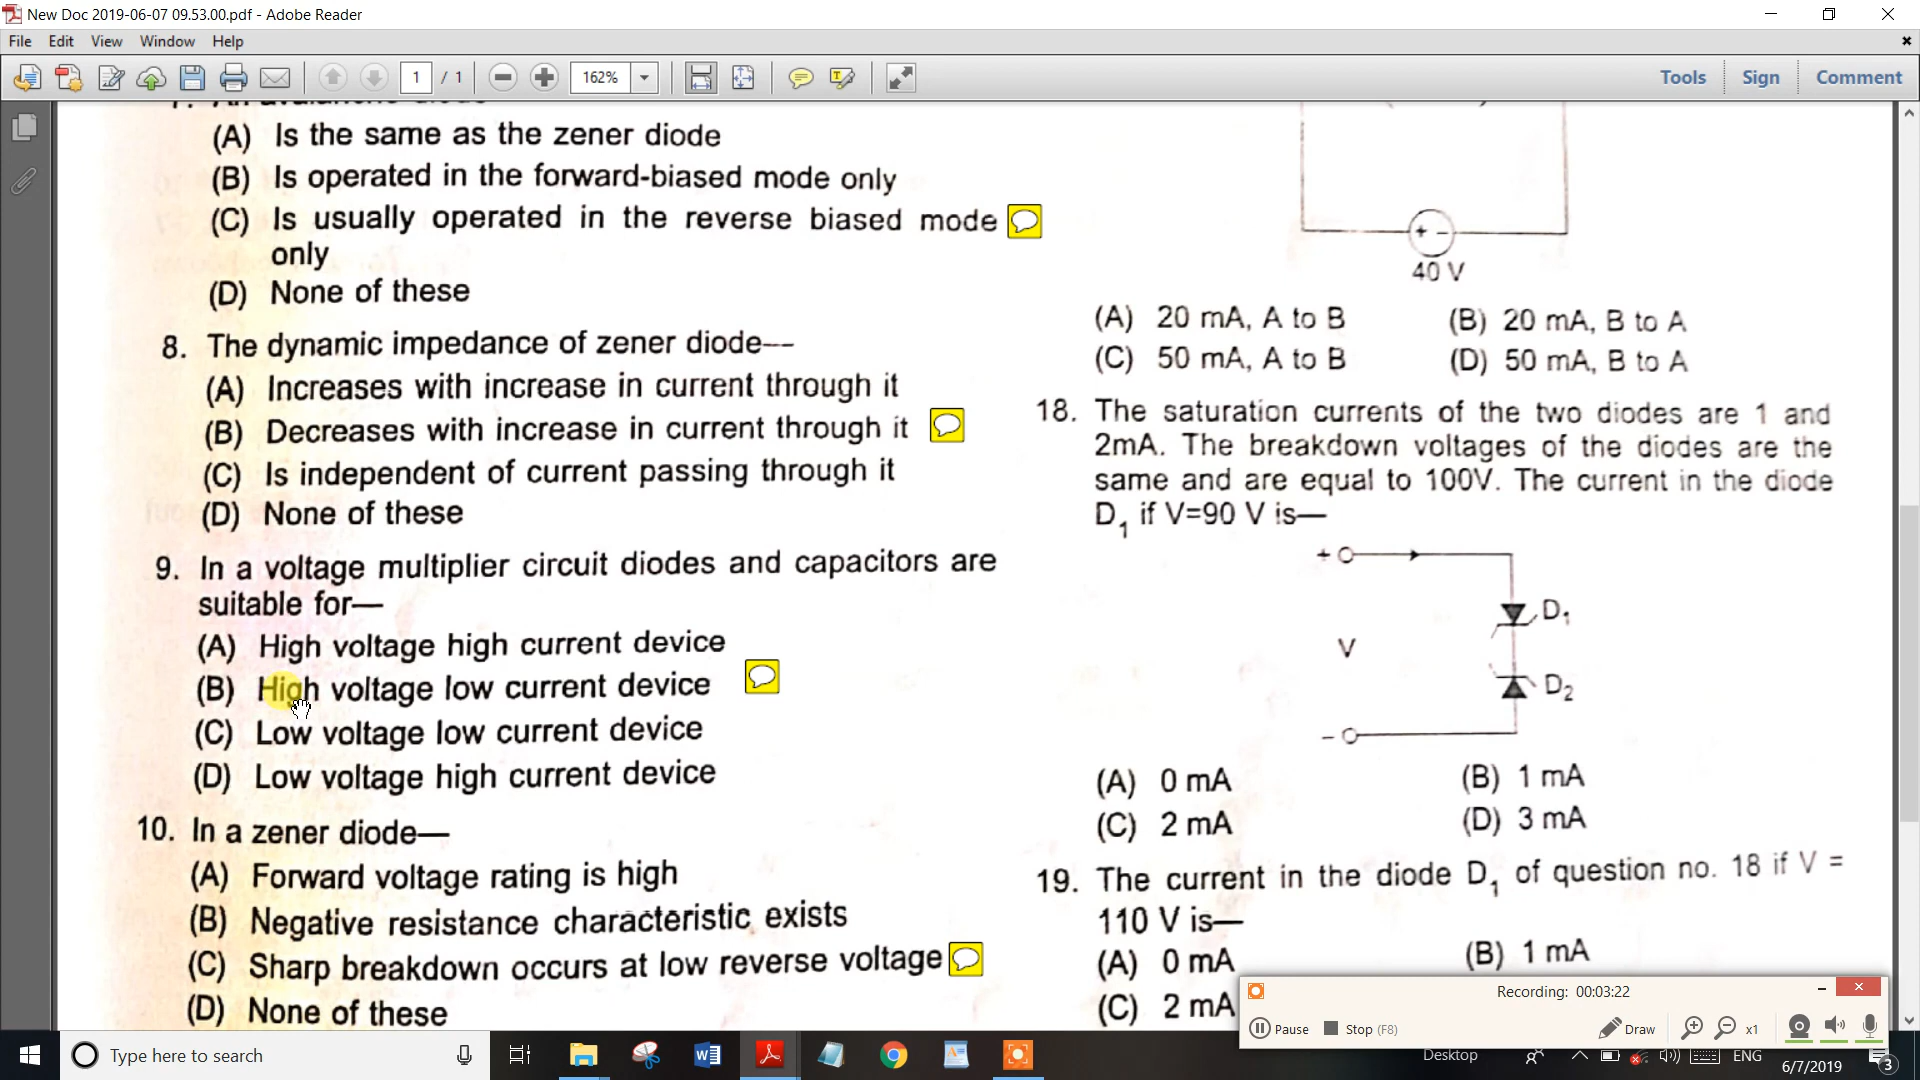 New Doc 2019-06-07 09.53.00.pdf - Adobe Reader
File Edit View Window Help
1 / 1 162% Tools Sign Comment
(A) Is the same as the zener diode
(B) Is operated in the forward-biased mode only
(C) Is usually operated in the reverse biased mode
only
(D) None of these
8. The dynamic impedance of zener diode—
(A) Increases with increase in current through it
(B) Decreases with increase in current through it
(C) Is independent of current passing through it
(D) None of these
9. In a voltage multiplier circuit diodes and capacitors are
suitable for—
(A) High voltage high current device
(B) High voltage low current device
(C) Low voltage low current device
(D) Low voltage high current device
10. In a zener diode—
(A) Forward voltage rating is high
(B) Negative resistance characteristic exists
(C) Sharp breakdown occurs at low reverse voltage
(D) None of these
+ -
40 V
(A) 20 mA, A to B (B) 20 mA, B to A
(C) 50 mA, A to B (D) 50 mA, B to A
18. The saturation currents of the two diodes are 1 and
2mA. The breakdown voltages of the diodes are the
same and are equal to 100V. The current in the diode
D1 if V=90 V is—
+
D1
V
D2
-
(A) 0 mA (B) 1 mA
(C) 2 mA (D) 3 mA
19. The current in the diode D1 of question no. 18 if V =
110 V is—
(A) 0 mA (B) 1 mA
(C) 2 mA
Recording: 00:03:22
Pause Stop (F8) Draw x1
Type here to search
Desktop ENG
6/7/2019 3